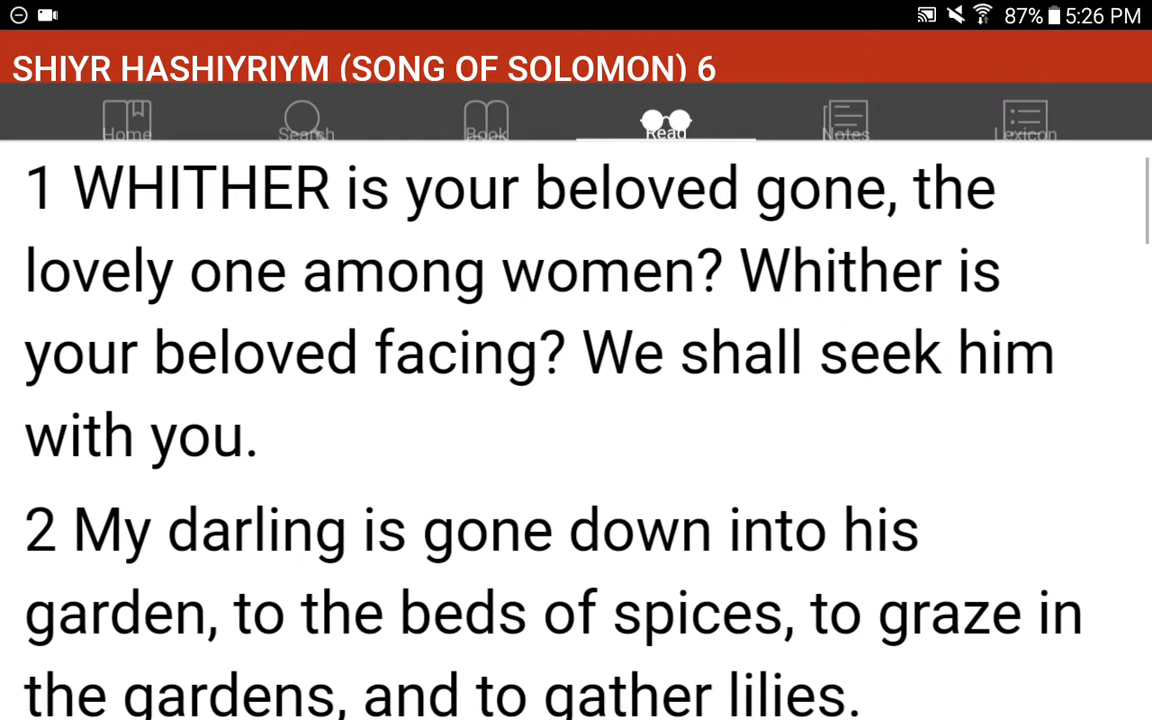 87% 5:26 PM
SHIYR HASHIYRIYM (SONG OF SOLOMON) 6
Home Search Book Read Notes Lexicon
1 WHITHER is your beloved gone, the
lovely one among women? Whither is
your beloved facing? We shall seek him
with you.
2 My darling is gone down into his
garden, to the beds of spices, to graze in
the gardens, and to gather lilies.